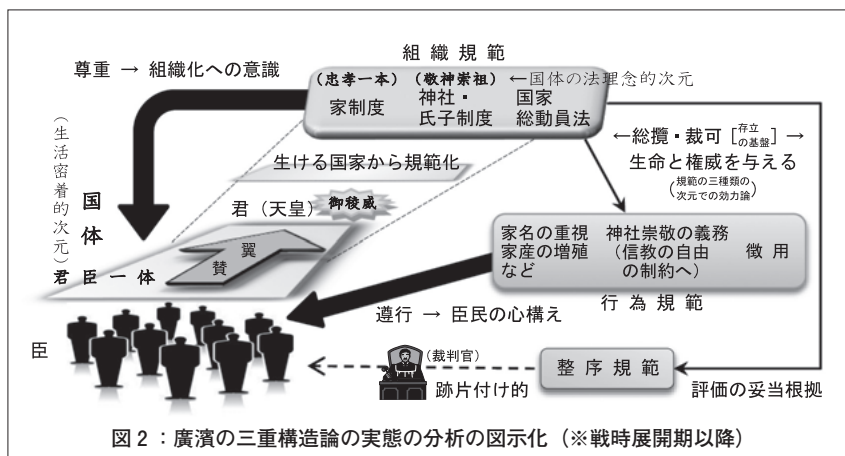 組織規範
尊重 → 組織化への意識
(忠孝一本) (敬神崇祖) ←国体の法理念的次元
家制度 神社・氏子制度 国家総動員法
←総攬・裁可 [存立の基盤] →
生命と権威を与える
(規範の三種類の次元での効力論)
生ける国家から規範化
(生活密着的次元)
国体
君(天皇) 御稜威
翼賛
君臣一体
家名の重視
家産の増殖
など
神社崇敬の義務
(信教の自由
の制約へ)
徴用
行為規範
遵行 → 臣民の心構え
臣
(裁判官)
跡片付け的
整序規範
評価の妥当根拠
図2:廣濱の三重構造論の実態の分析の図示化(※戦時展開期以降)